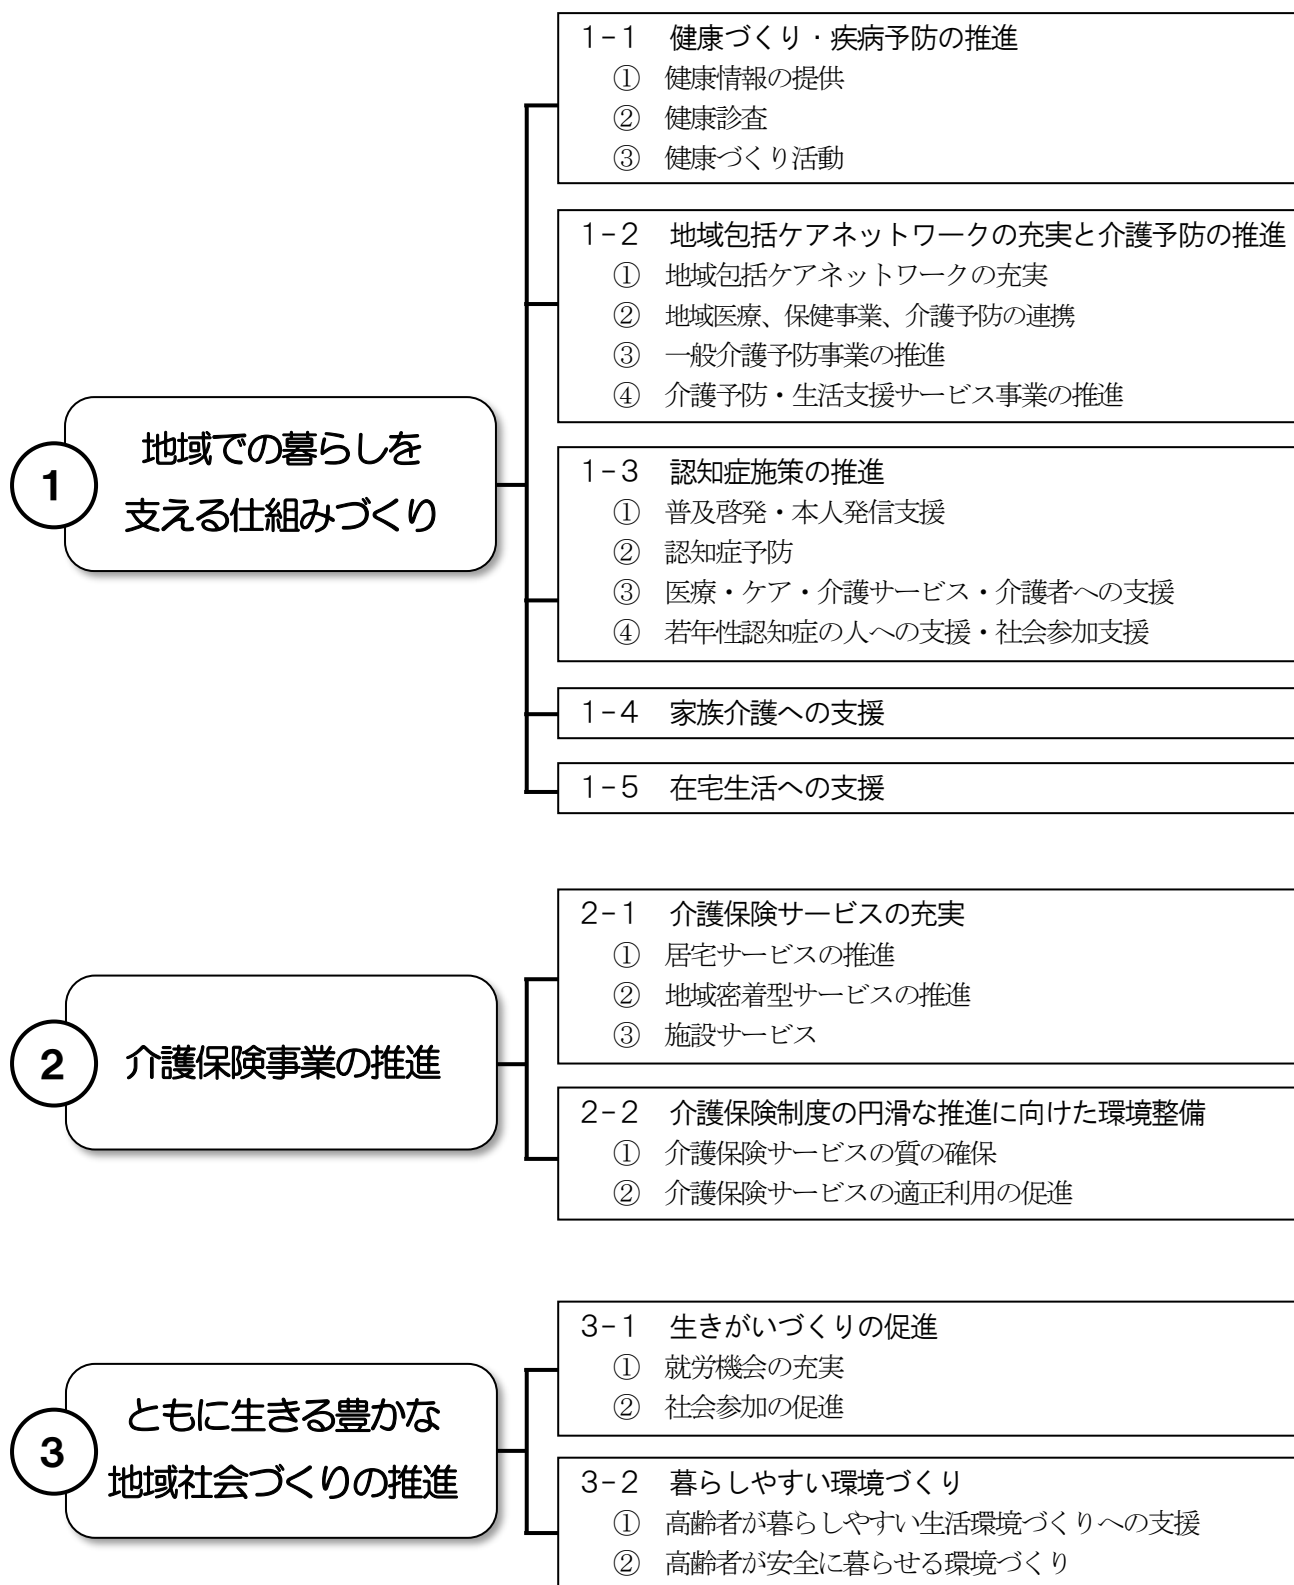 1
地域での暮らしを
支える仕組みづくり
1-1 健康づくり・疾病予防の推進
① 健康情報の提供
② 健康診査
③ 健康づくり活動
1-2 地域包括ケアネットワークの充実と介護予防の推進
① 地域包括ケアネットワークの充実
② 地域医療、保健事業、介護予防の連携
③ 一般介護予防事業の推進
④ 介護予防・生活支援サービス事業の推進
1-3 認知症施策の推進
① 普及啓発・本人発信支援
② 認知症予防
③ 医療・ケア・介護サービス・介護者への支援
④ 若年性認知症の人への支援・社会参加支援
1-4 家族介護への支援
1-5 在宅生活への支援
2
介護保険事業の推進
2-1 介護保険サービスの充実
① 居宅サービスの推進
② 地域密着型サービスの推進
③ 施設サービス
2-2 介護保険制度の円滑な推進に向けた環境整備
① 介護保険サービスの質の確保
② 介護保険サービスの適正利用の促進
3
ともに生きる豊かな
地域社会づくりの推進
3-1 生きがいづくりの促進
① 就労機会の充実
② 社会参加の促進
3-2 暮らしやすい環境づくり
① 高齢者が暮らしやすい生活環境づくりへの支援
② 高齢者が安全に暮らせる環境づくり